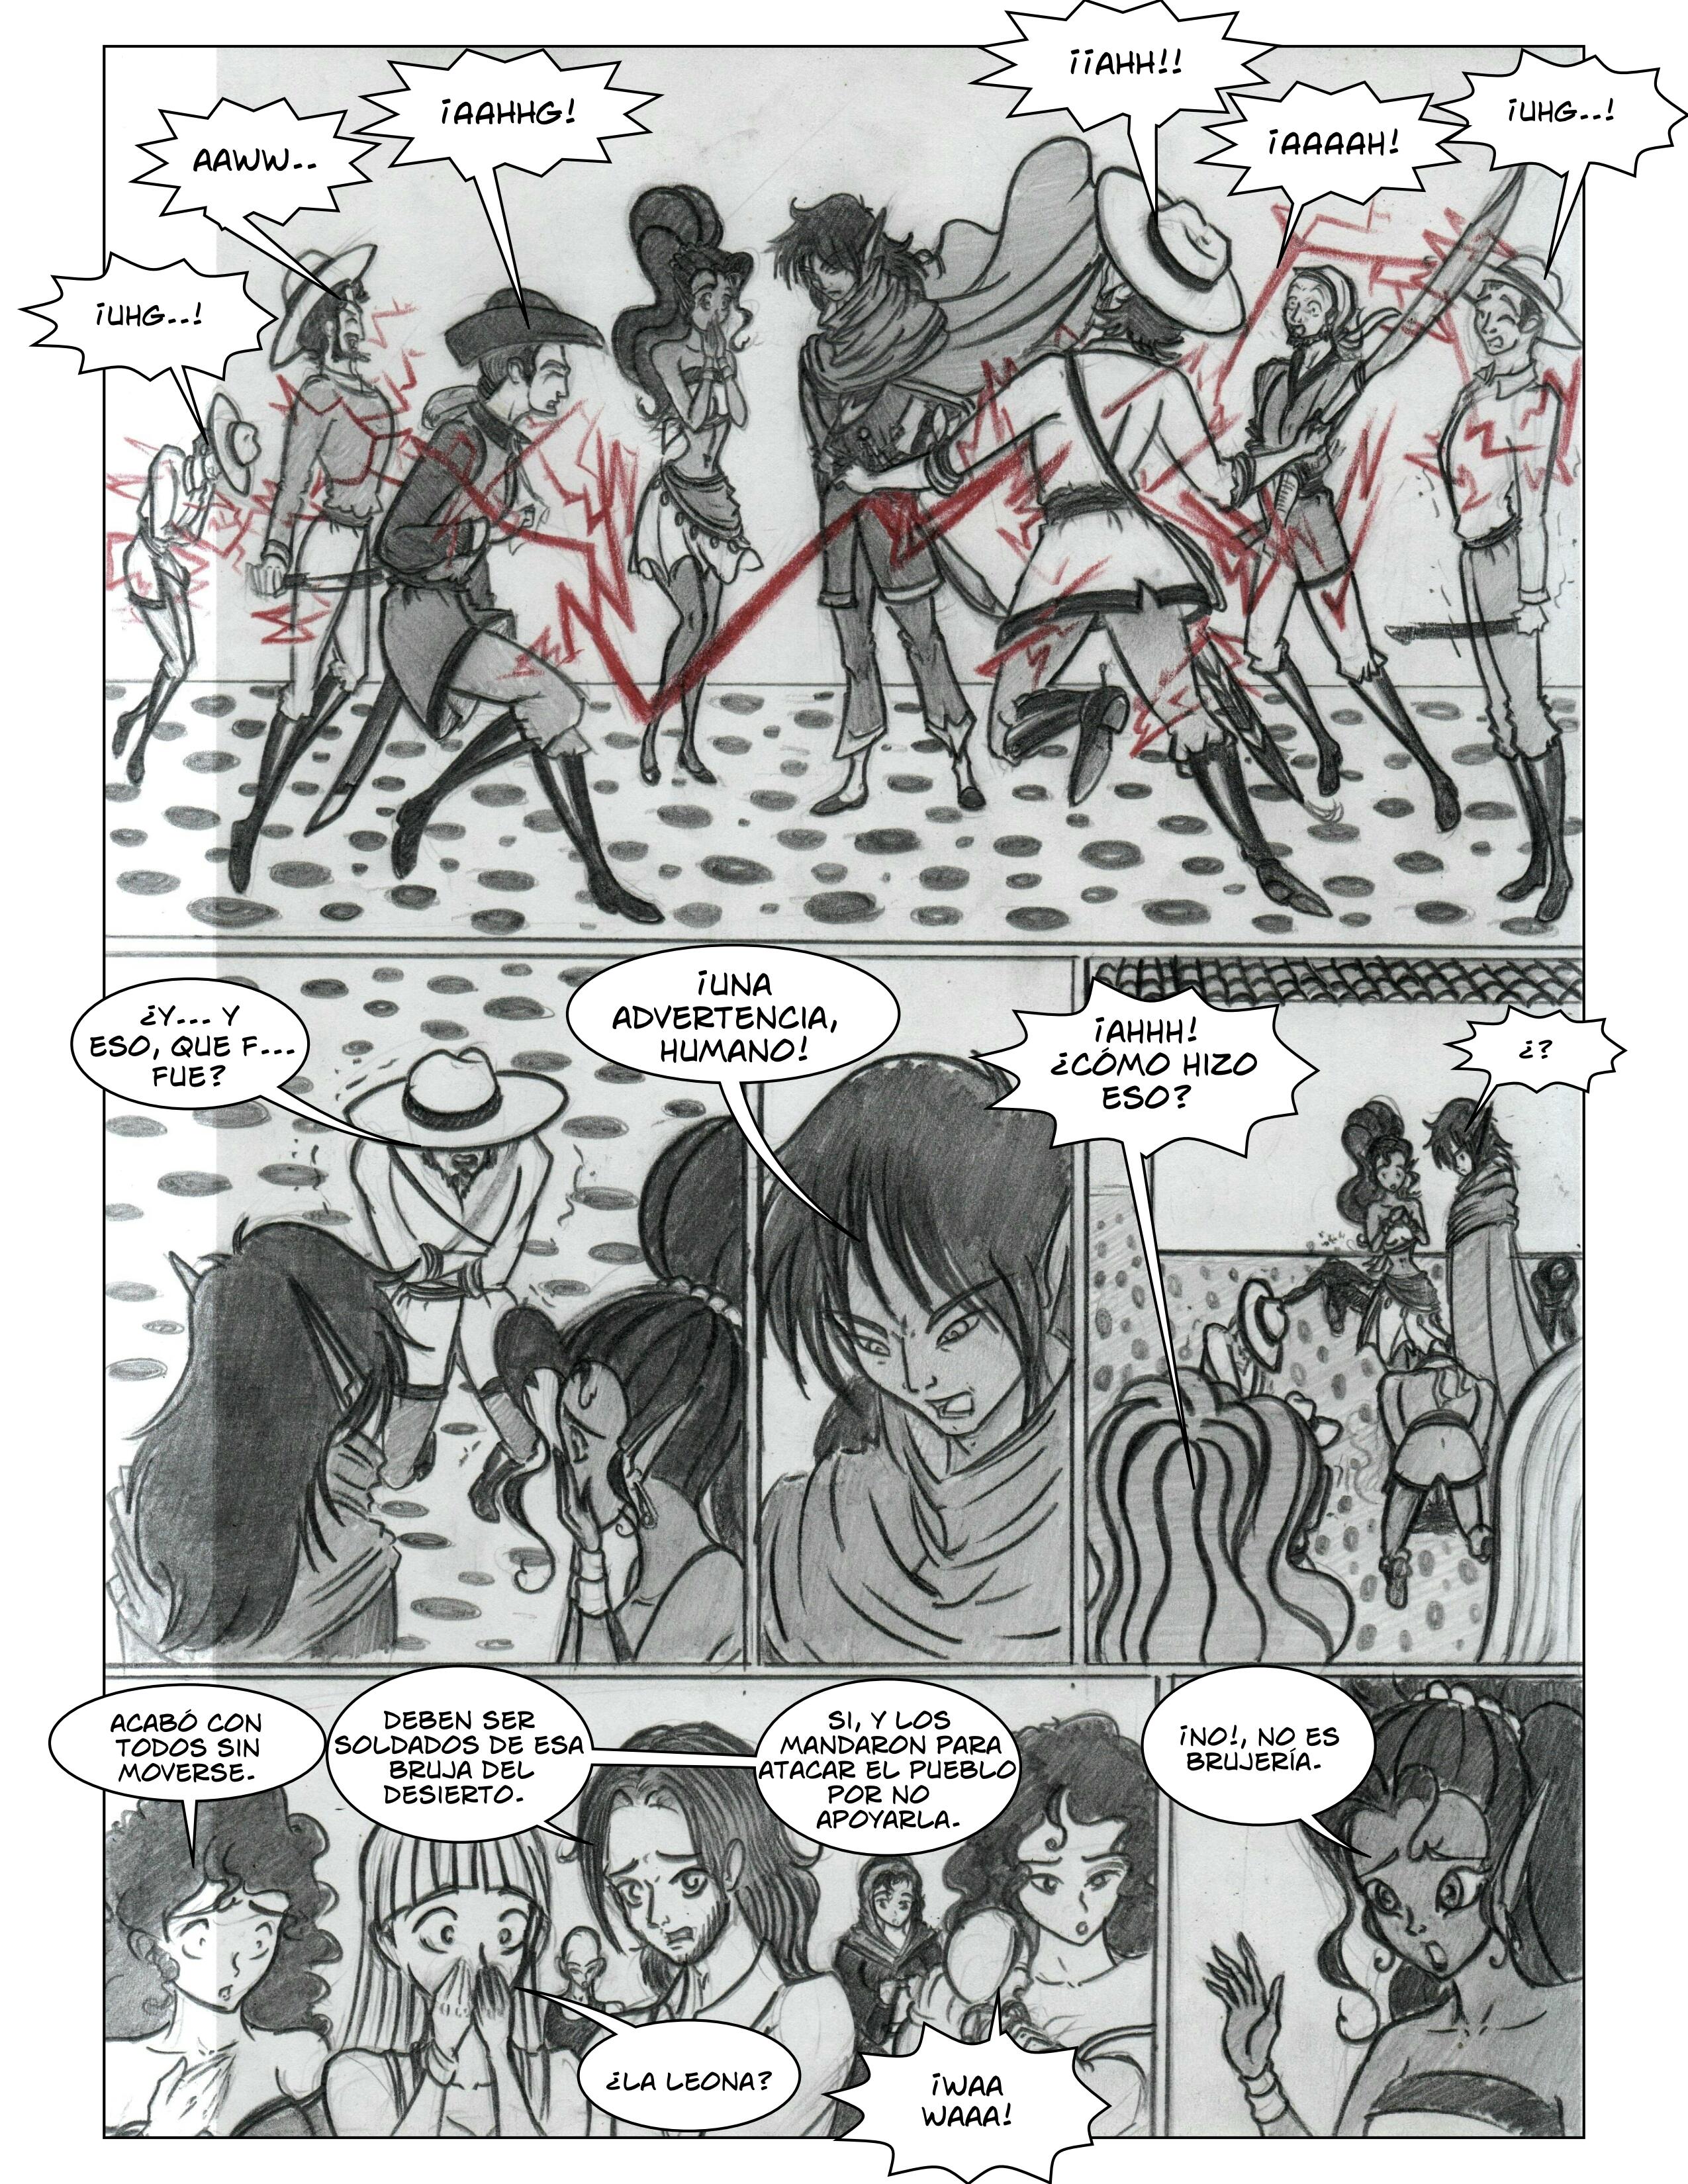 ¡UHG..!
AAWW..
¡AAHHG!
¡¡AHH!!
¡AAAAH!
¡UHG..!
¿Y... Y
ESO, QUE F...
FUE?
¡UNA
ADVERTENCIA,
HUMANO!
¡AHHH!
¿CÓMO HIZO
ESO?
¿?
ACABÓ CON
TODOS SIN
MOVERSE.
DEBEN SER
SOLDADOS DE ESA
BRUJA DEL
DESIERTO.
SI, Y LOS
MANDARON PARA
ATACAR EL PUEBLO
POR NO
APOYARLA.
¿LA LEONA?
¡WAA
WAAA!
¡NO!, NO ES
BRUJERÍA.